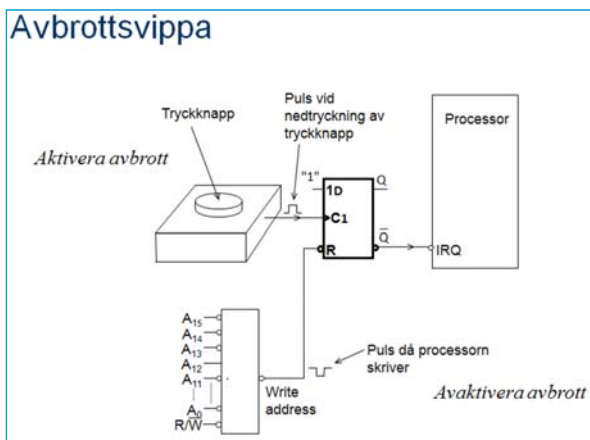 Avbrottsvippa
Tryckknapp
Puls vid
nedtryckning av
tryckknapp
Processor
Aktivera avbrott
"1"
1D
Q
C1
R
Q̅
IRQ
A15
A14
A13
A12
A11
A0
R/W̅
Write
address
Puls då processorn
skriver
Avaktivera avbrott